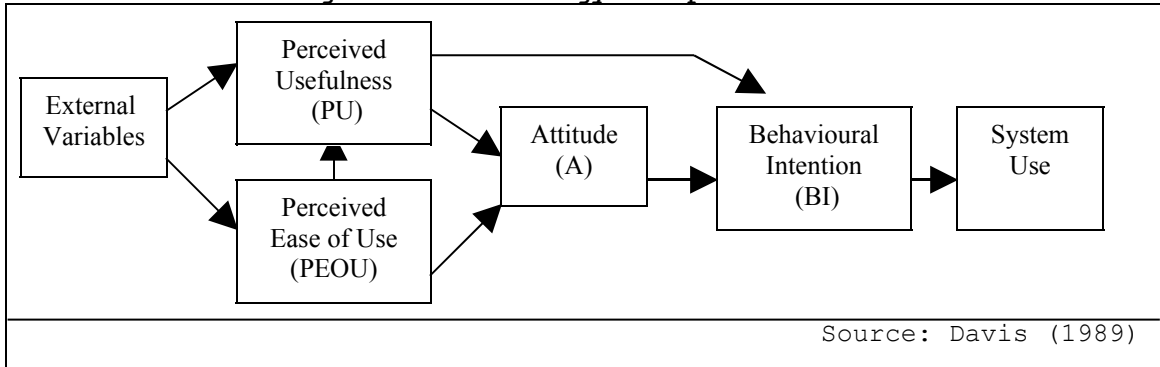 External
Variables
Perceived
Usefulness
(PU)
Perceived
Ease of Use
(PEOU)
Attitude
(A)
Behavioural
Intention
(BI)
System
Use
Source: Davis (1989)